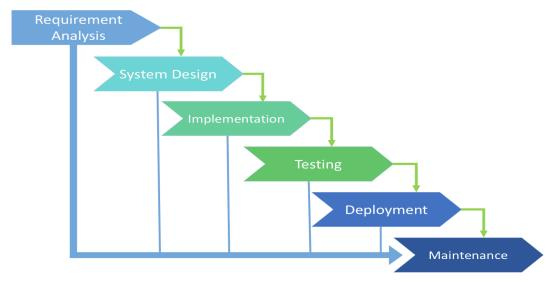 Requirement
Analysis
System Design
Implementation
Testing
Deployment
Maintenance